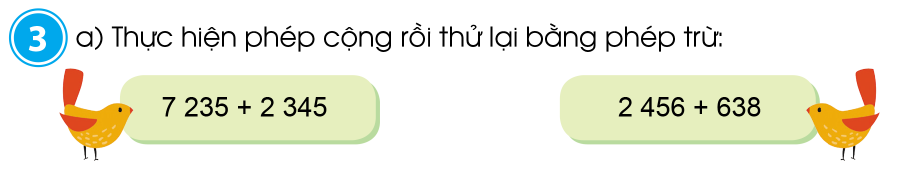 3 a) Thực hiện phép cộng rồi thử lại bằng phép trừ:
7 235 + 2 345 2 456 + 638